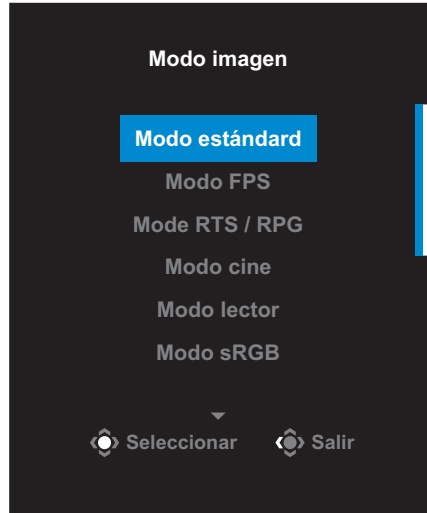 Modo imagen
Modo estándard
Modo FPS
Mode RTS / RPG
Modo cine
Modo lector
Modo sRGB
Seleccionar Salir